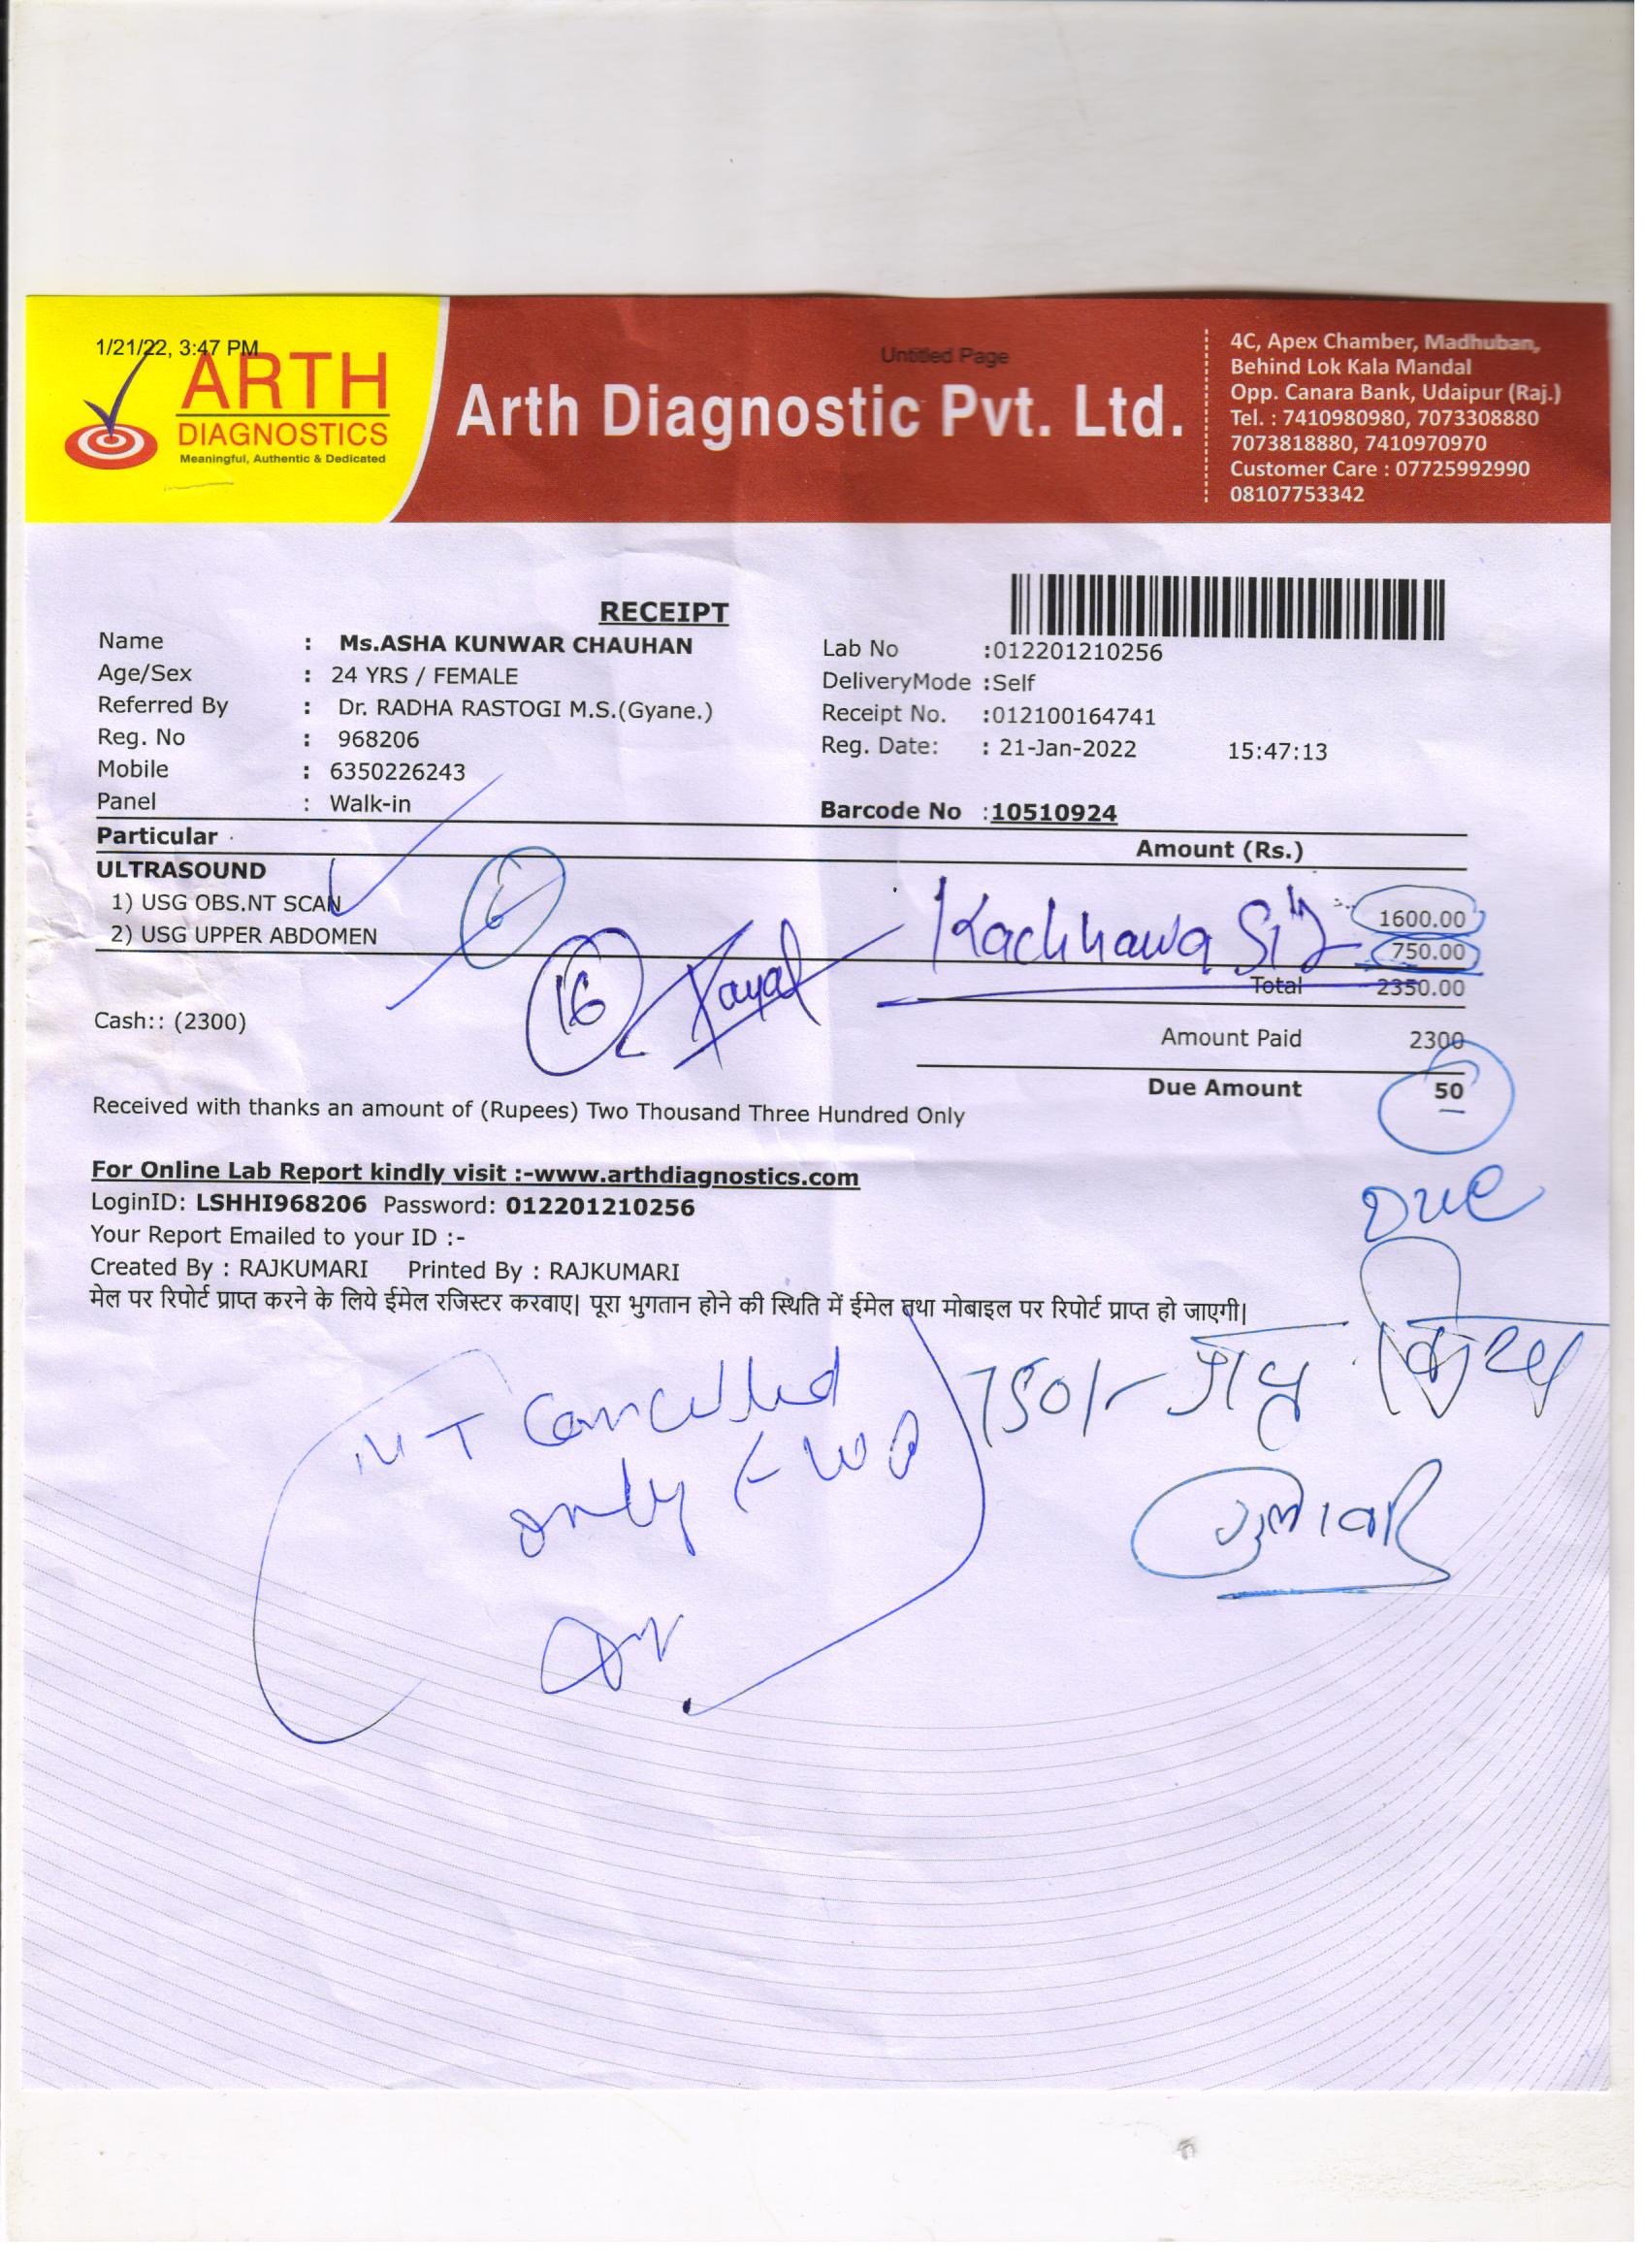 1/21/22, 3:47 PM
Untitled Page
ARTH
DIAGNOSTICS
Meaningful, Authentic & Dedicated
Arth Diagnostic Pvt. Ltd.
4C, Apex Chamber, Madhuban,
Behind Lok Kala Mandal
Opp. Canara Bank, Udaipur (Raj.)
Tel. : 7410980980, 7073308880
7073818880, 7410970970
Customer Care : 07725992990
08107753342
RECEIPT
Name : Ms.ASHA KUNWAR CHAUHAN
Age/Sex : 24 YRS / FEMALE
Referred By : Dr. RADHA RASTOGI M.S.(Gyane.)
Reg. No : 968206
Mobile : 6350226243
Panel : Walk-in
Lab No :012201210256
DeliveryMode :Self
Receipt No. :012100164741
Reg. Date: : 21-Jan-2022 15:47:13
Barcode No :10510924
Particular Amount (Rs.)
ULTRASOUND
1) USG OBS.NT SCAN 1600.00
2) USG UPPER ABDOMEN 750.00
Kachhawa Sir
16
Total 2350.00
Cash:: (2300)
Amount Paid 2300
Due Amount 50
Received with thanks an amount of (Rupees) Two Thousand Three Hundred Only
Due
For Online Lab Report kindly visit :-www.arthdiagnostics.com
LoginID: LSHHI968206 Password: 012201210256
Your Report Emailed to your ID :-
Created By : RAJKUMARI Printed By : RAJKUMARI
मेल पर रिपोर्ट प्राप्त करने के लिये ईमेल रजिस्टर करवाए। पूरा भुगतान होने की स्थिति में ईमेल तथा मोबाइल पर रिपोर्ट प्राप्त हो जाएगी।
NT Cancelled
only
750/-